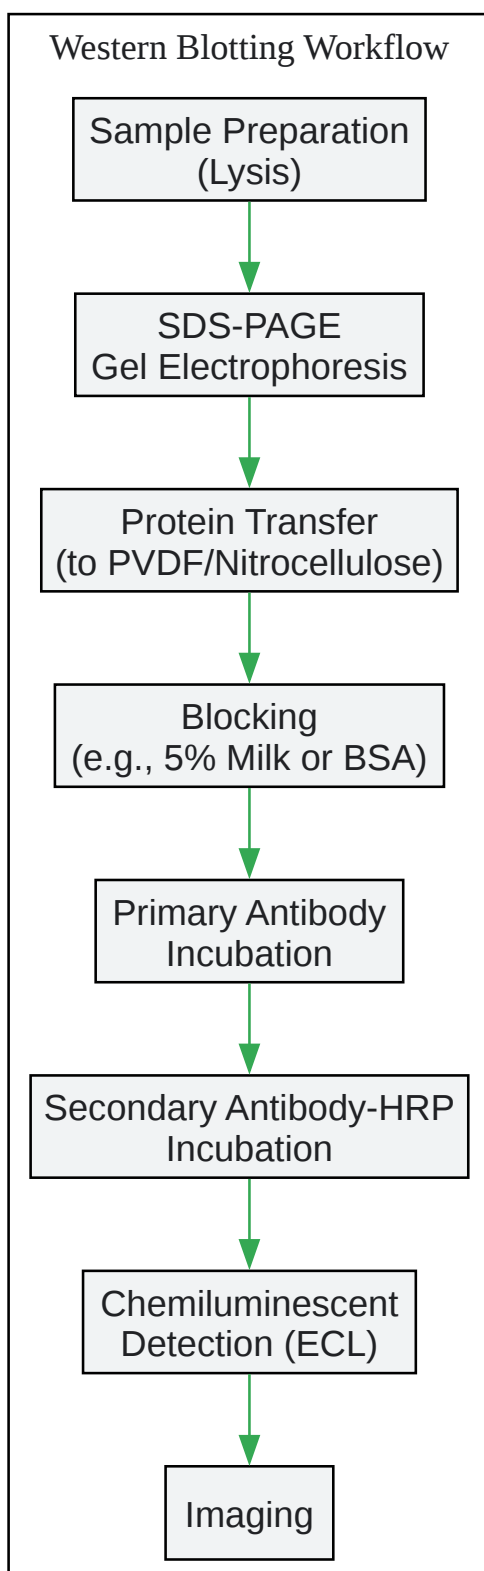 Western Blotting Workflow
Sample Preparation
(Lysis)
SDS-PAGE
Gel Electrophoresis
Protein Transfer
(to PVDF/Nitrocellulose)
Blocking
(e.g., 5% Milk or BSA)
Primary Antibody
Incubation
Secondary Antibody-HRP
Incubation
Chemiluminescent
Detection (ECL)
Imaging